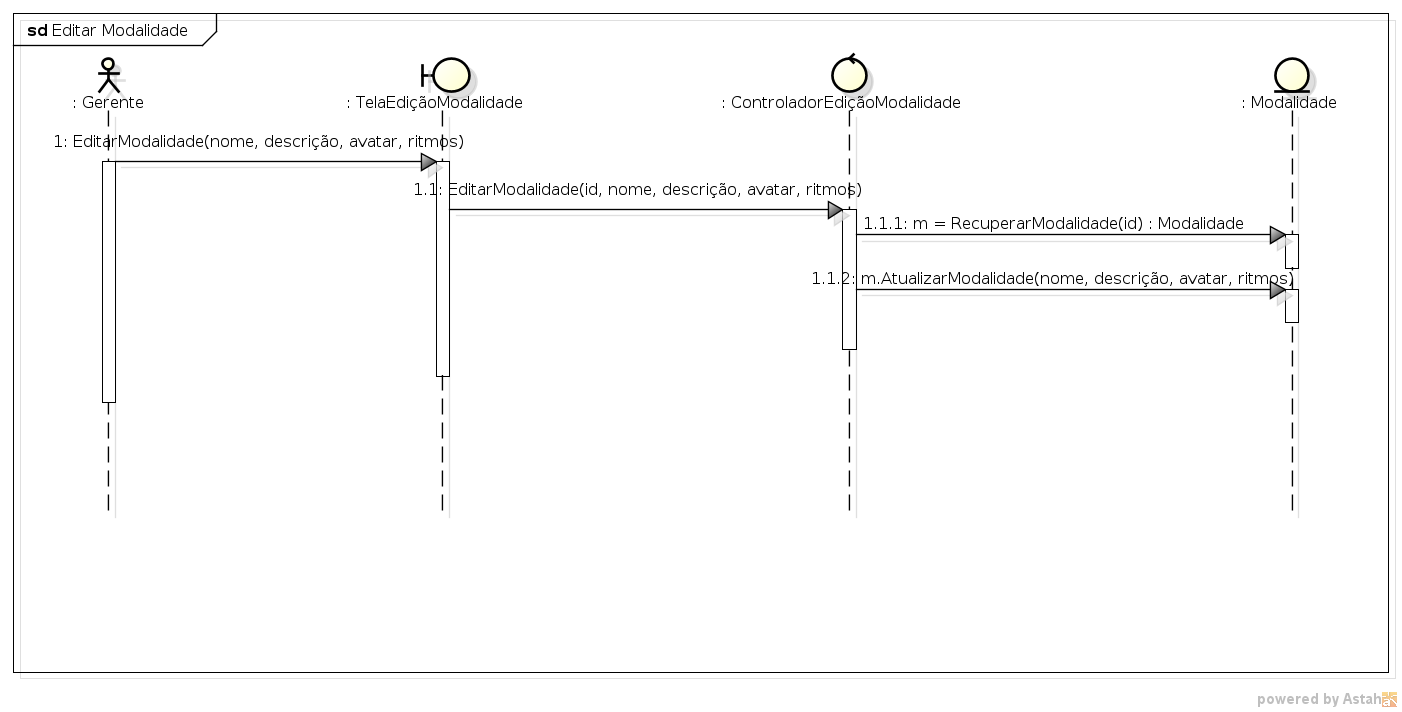 sd Editar Modalidade
: Gerente
: TelaEdiçãoModalidade
: ControladorEdiçãoModalidade
: Modalidade
1: EditarModalidade(nome, descrição, avatar, ritmos)
1.1: EditarModalidade(id, nome, descrição, avatar, ritmos)
1.1.1: m = RecuperarModalidade(id) : Modalidade
1.1.2: m.AtualizarModalidade(nome, descrição, avatar, ritmos)
powered by Astah